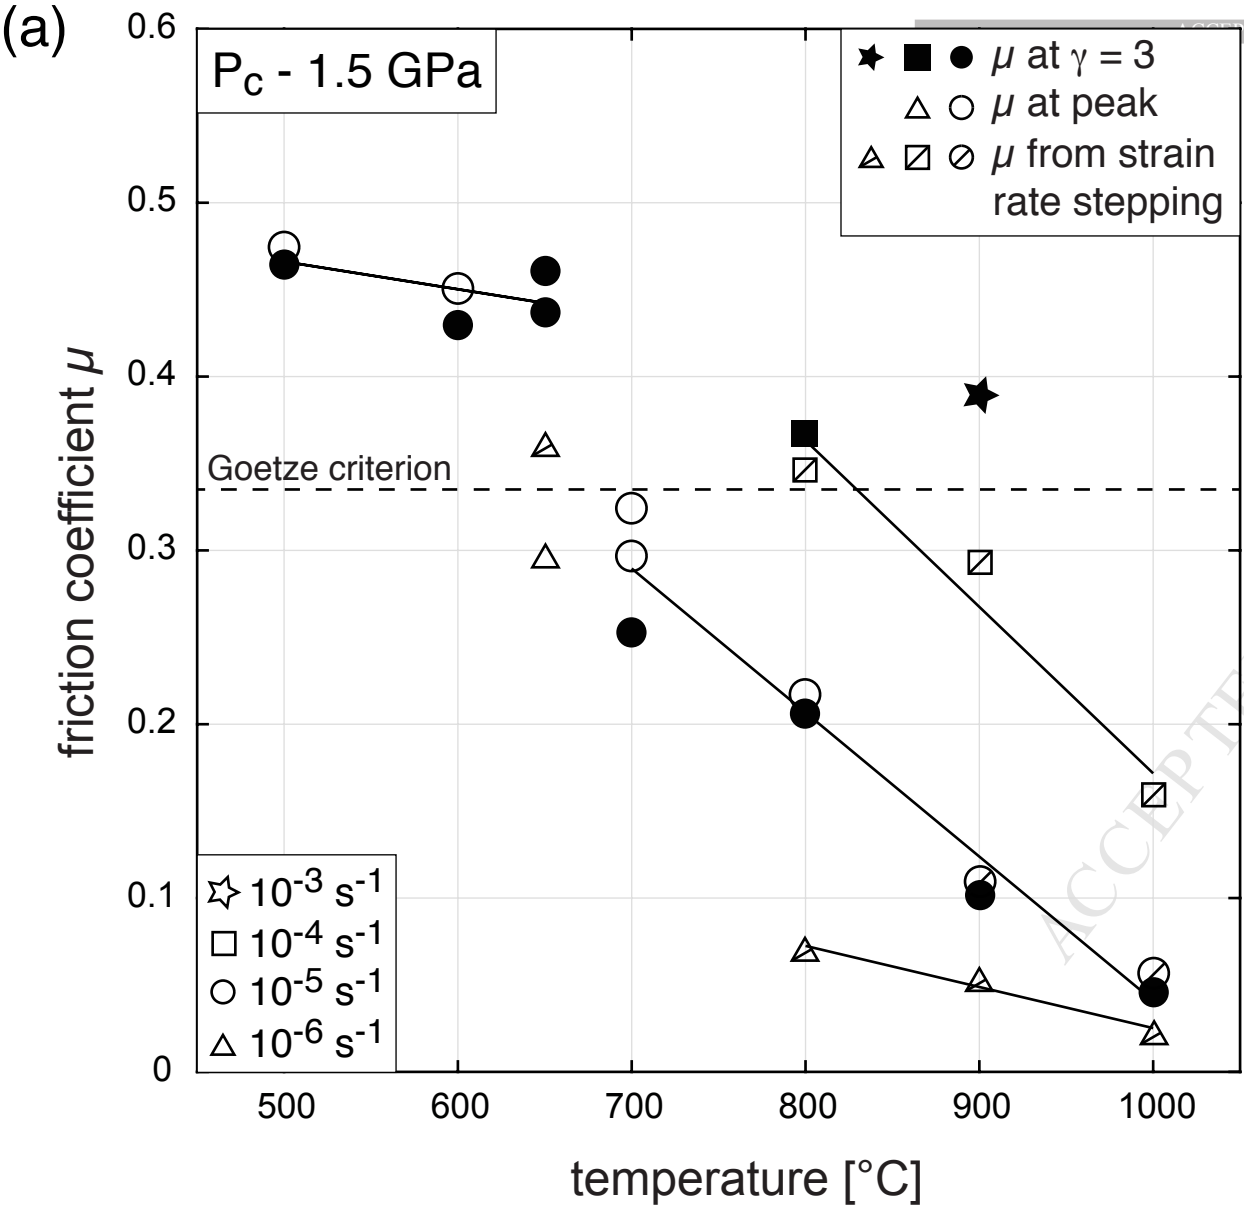 (a)
P_c - 1.5 GPa
μ at γ = 3
μ at peak
μ from strain
rate stepping
0.6
0.5
0.4
0.3
0.2
0.1
0
friction coefficient μ
Goetze criterion
10^-3 s^-1
10^-4 s^-1
10^-5 s^-1
10^-6 s^-1
500 600 700 800 900 1000
temperature [°C]